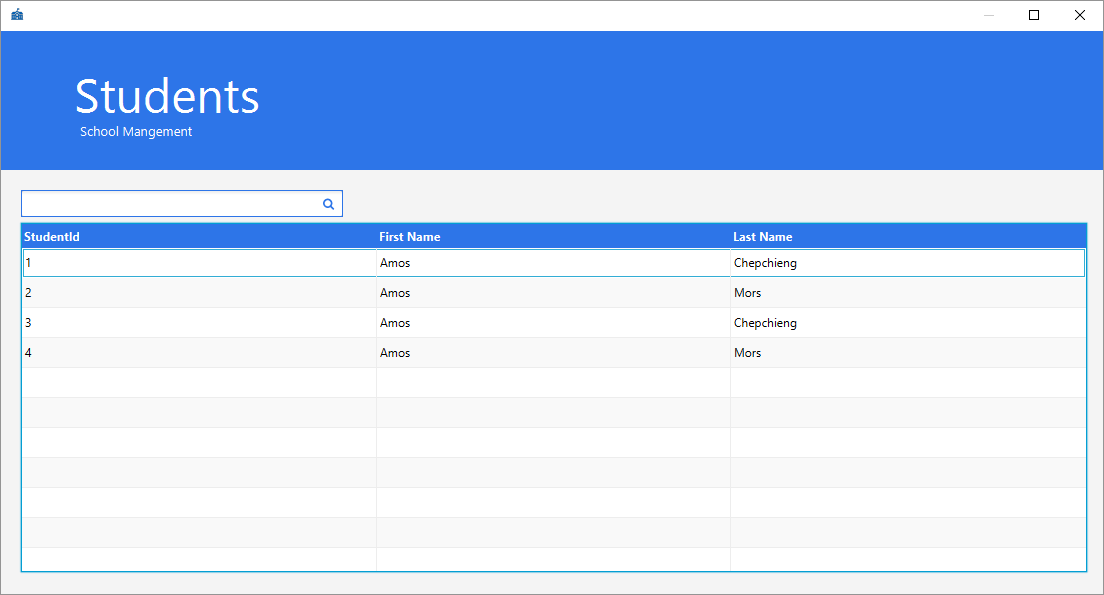 Students
School Mangement
StudentId First Name Last Name
1 Amos Chepchieng
2 Amos Mors
3 Amos Chepchieng
4 Amos Mors